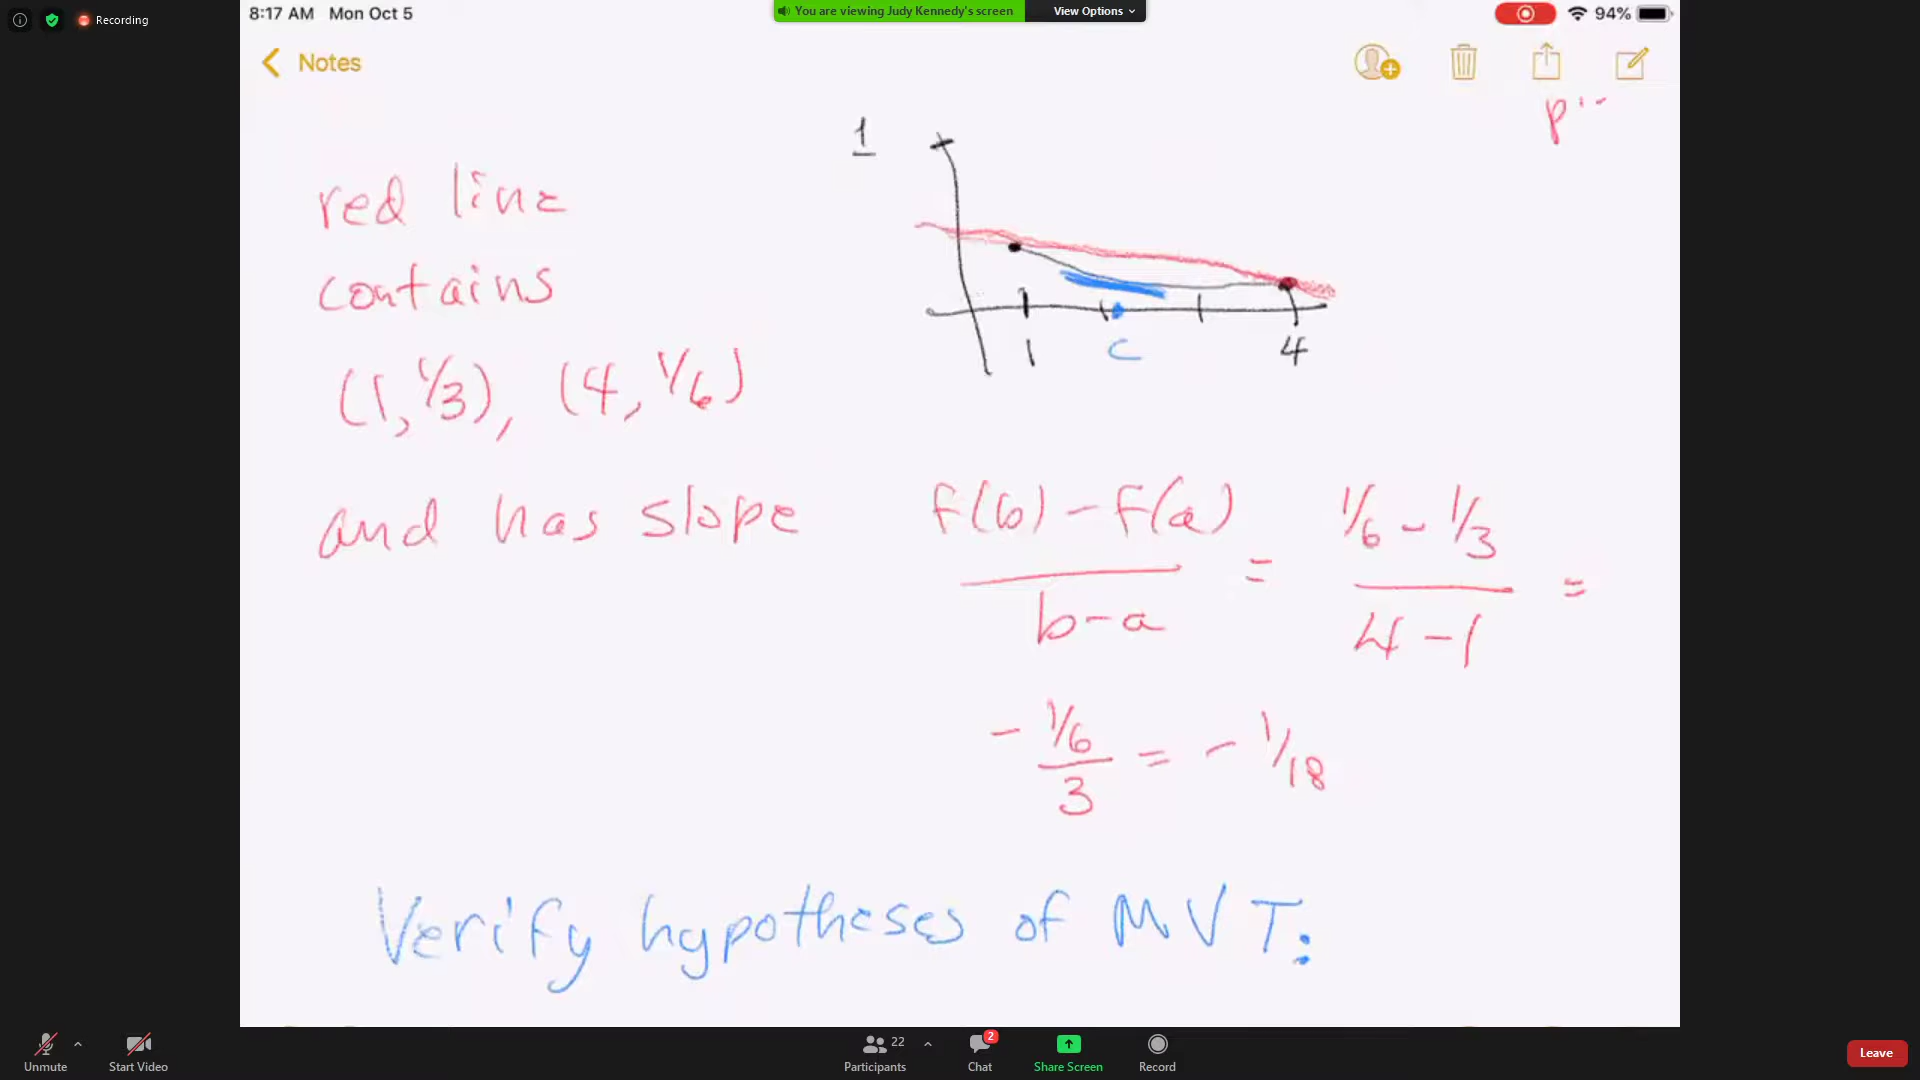 Recording
8:17 AM Mon Oct 5
You are viewing Judy Kennedy's screen View Options
94%
Notes
1
red line
contains
(1, 1/3), (4, 1/6)
1 c 4
and has slope f(b) - f(a) / b - a = 1/6 - 1/3 / 4 - 1 =
- 1/6 / 3 = - 1/18
Verify hypotheses of MVT:
22 2
Unmute Start Video Participants Chat Share Screen Record Leave